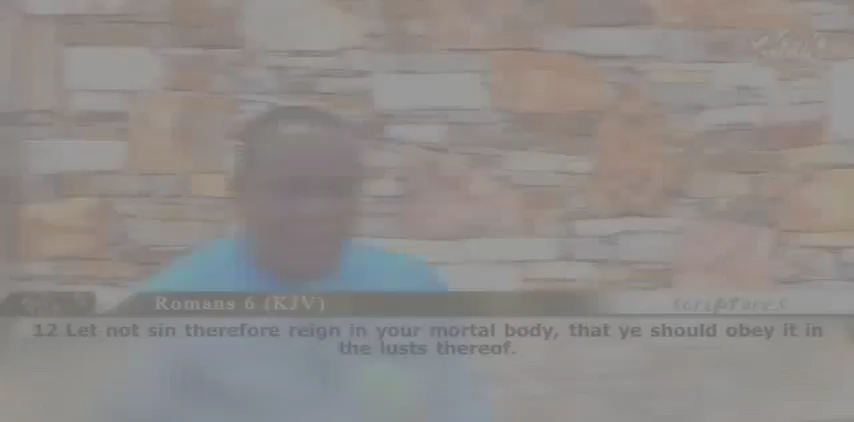 Romans 6 (KJV)
scriptures
12 Let not sin therefore reign in your mortal body, that ye should obey it in
the lusts thereof.